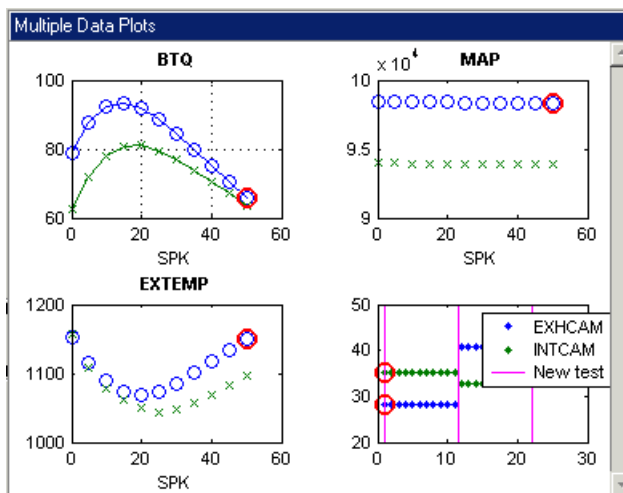 Multiple Data Plots
BTQ
100
80
60
0 20 40 60
SPK
MAP
x 10^4
10
9.5
9
0 20 40 60
SPK
EXTEMP
1200
1100
1000
0 20 40 60
SPK
50
40
30
20
0 10 20 30
EXHCAM
INTCAM
New test